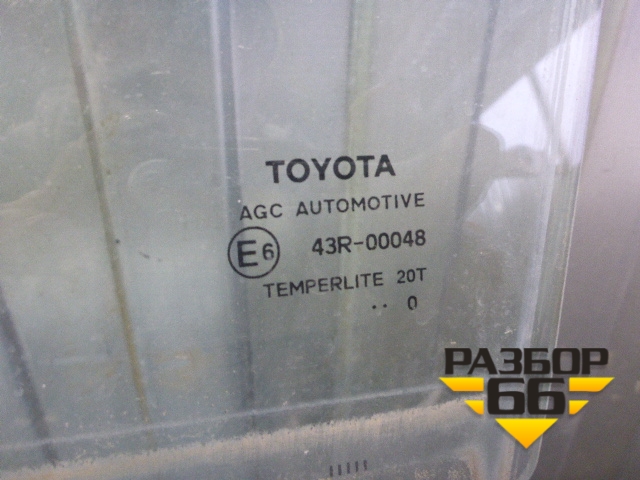 TOYOTA
AGC AUTOMOTIVE
E6 43R-00048
TEMPERLITE 20T
·· 0
РАЗБОР
66